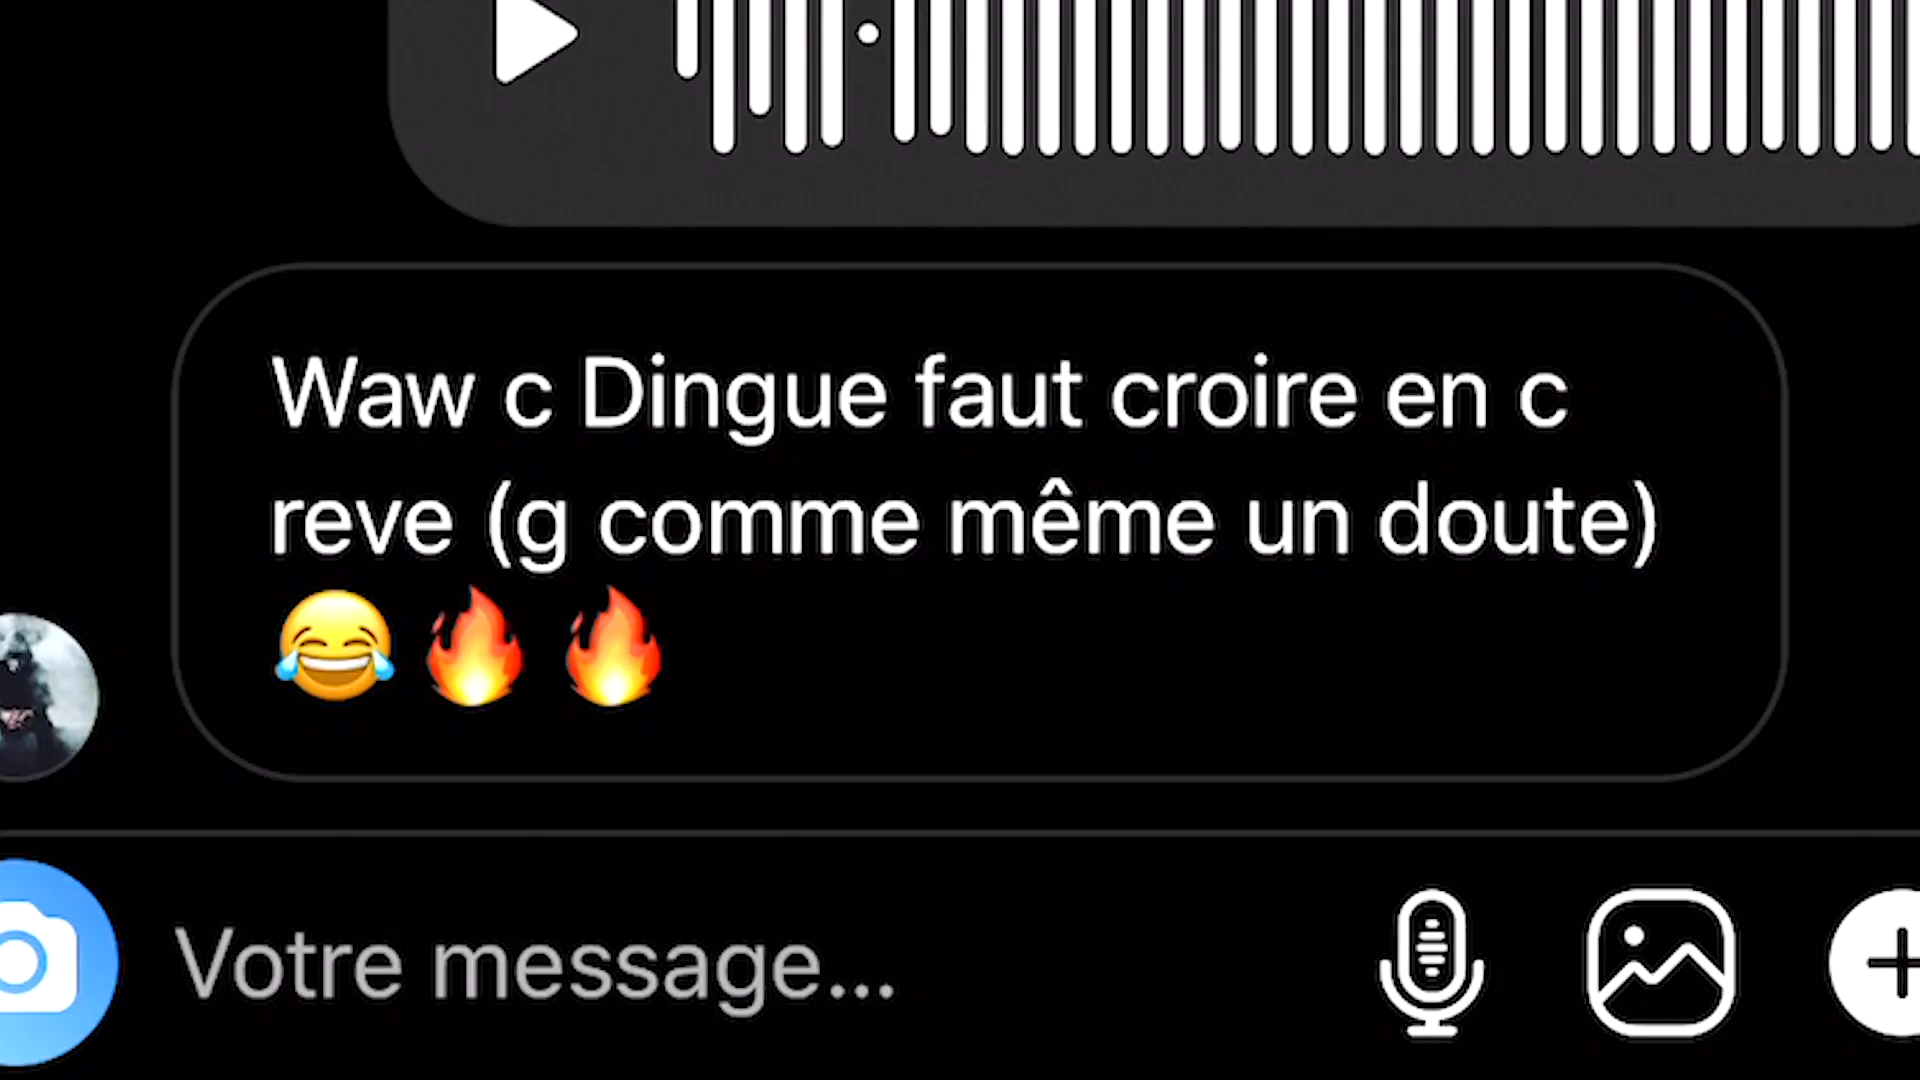 Waw c Dingue faut croire en c
reve (g comme même un doute)
😂🔥🔥
Votre message...